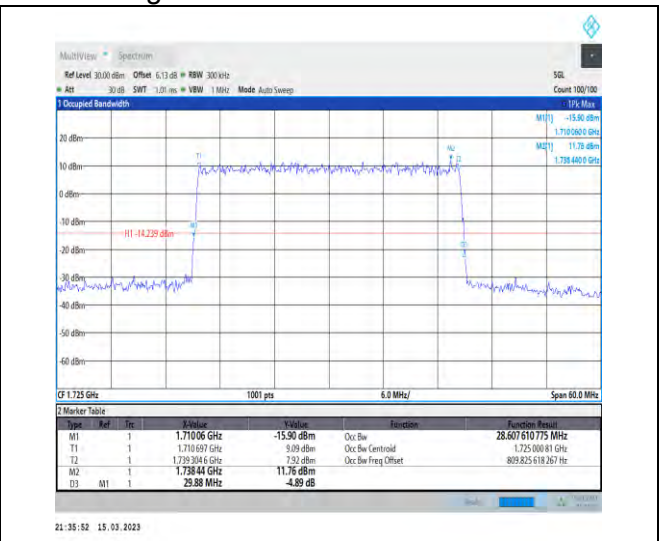 MultiView Spectrum
Ref Level 30.00 dBm Offset 6.13 dB RBW 300 kHz SGL
Att 30 dB SWT 1.01 ms VBW 1 MHz Mode Auto Sweep Count 100/100
1 Occupied Bandwidth 1Pk Max
M1[1] -15.90 dBm
1.710060 0 GHz
M2[1] 11.76 dBm
1.738 440 0 GHz
20 dBm
M2
T1 T2
10 dBm
0 dBm
-10 dBm
M1
H1 -14.239 dBm
-20 dBm
-30 dBm
-40 dBm
-50 dBm
-60 dBm
CF 1.725 GHz 1001 pts 6.0 MHz/ Span 60.0 MHz
2 Marker Table
Type Ref Trc X-Value Y-Value Function Function Result
M1 1 1.71006 GHz -15.90 dBm Occ Bw 28.607 610 775 MHz
T1 1 1.710 697 GHz 9.09 dBm Occ Bw Centroid 1.725 000 81 GHz
T2 1 1.739 304 6 GHz 7.92 dBm Occ Bw Freq Offset 809.825 618 267 Hz
M2 1 1.738 44 GHz 11.76 dBm
D3 M1 1 29.88 MHz -4.89 dB
21:35:52 15.03.2023